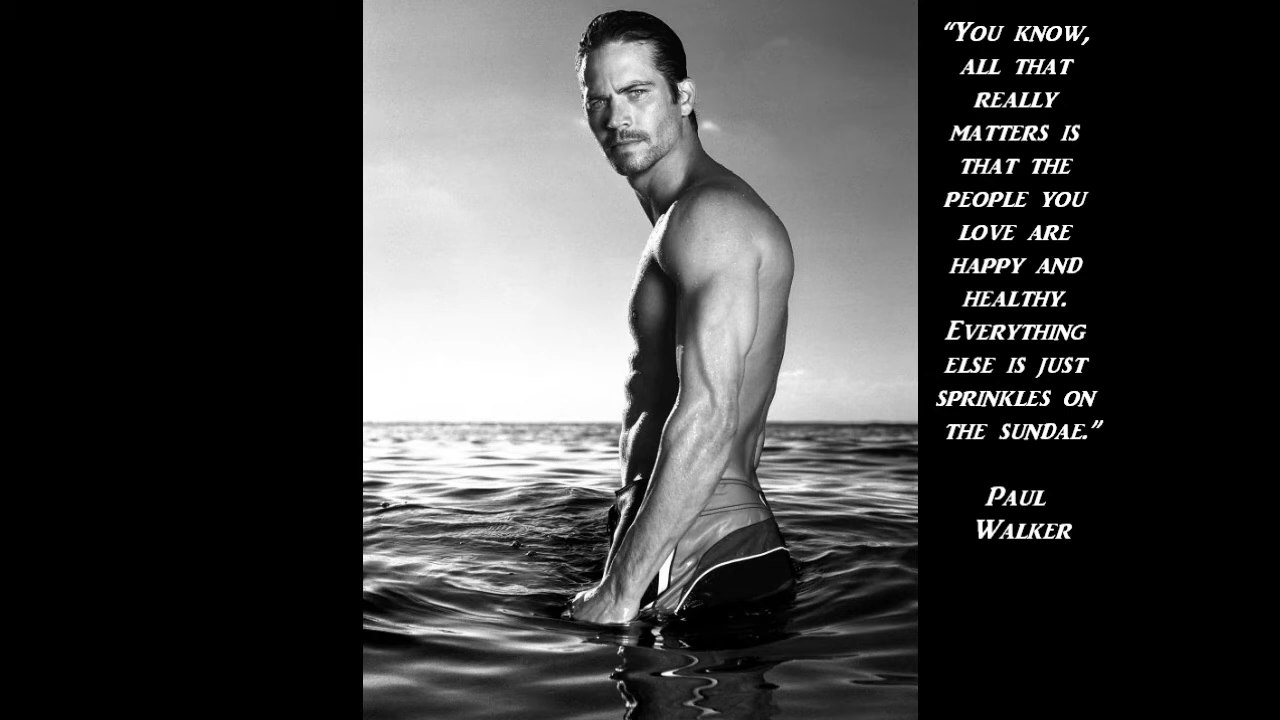 “You know,
all that
really
matters is
that the
people you
love are
happy and
healthy.
Everything
else is just
sprinkles on
the sundae.”
Paul
Walker